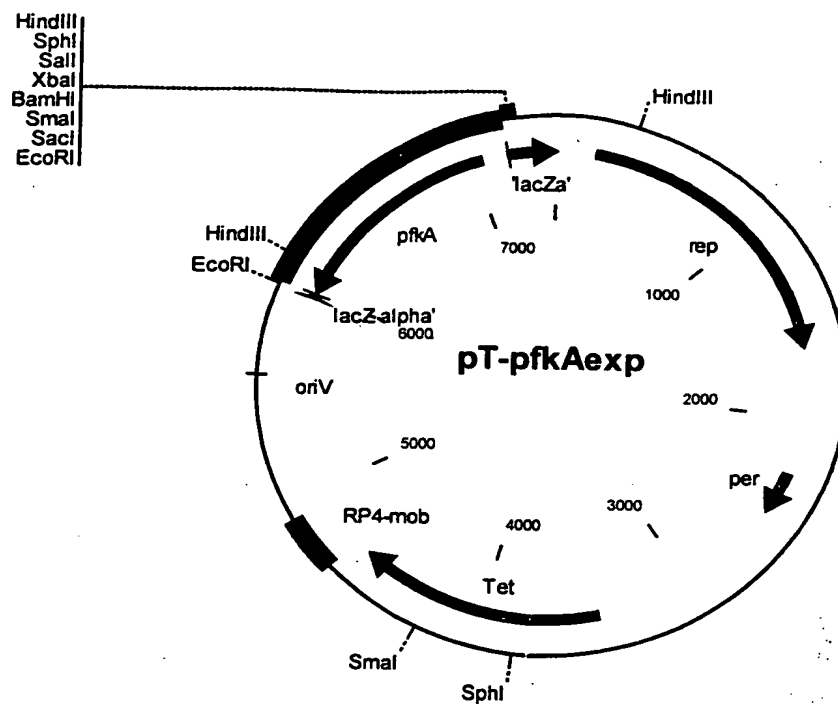 HindIII
SphI
SalI
XbaI
BamHI
SmaI
SacI
EcoRI
HindIII
'lacZa'
HindIII
pfkA
7000
rep
EcoRI
1000
lacZ-alpha'
6000
pT-pfkAexp
oriV
2000
5000
per
RP4-mob
3000
4000
Tet
SmaI
SphI